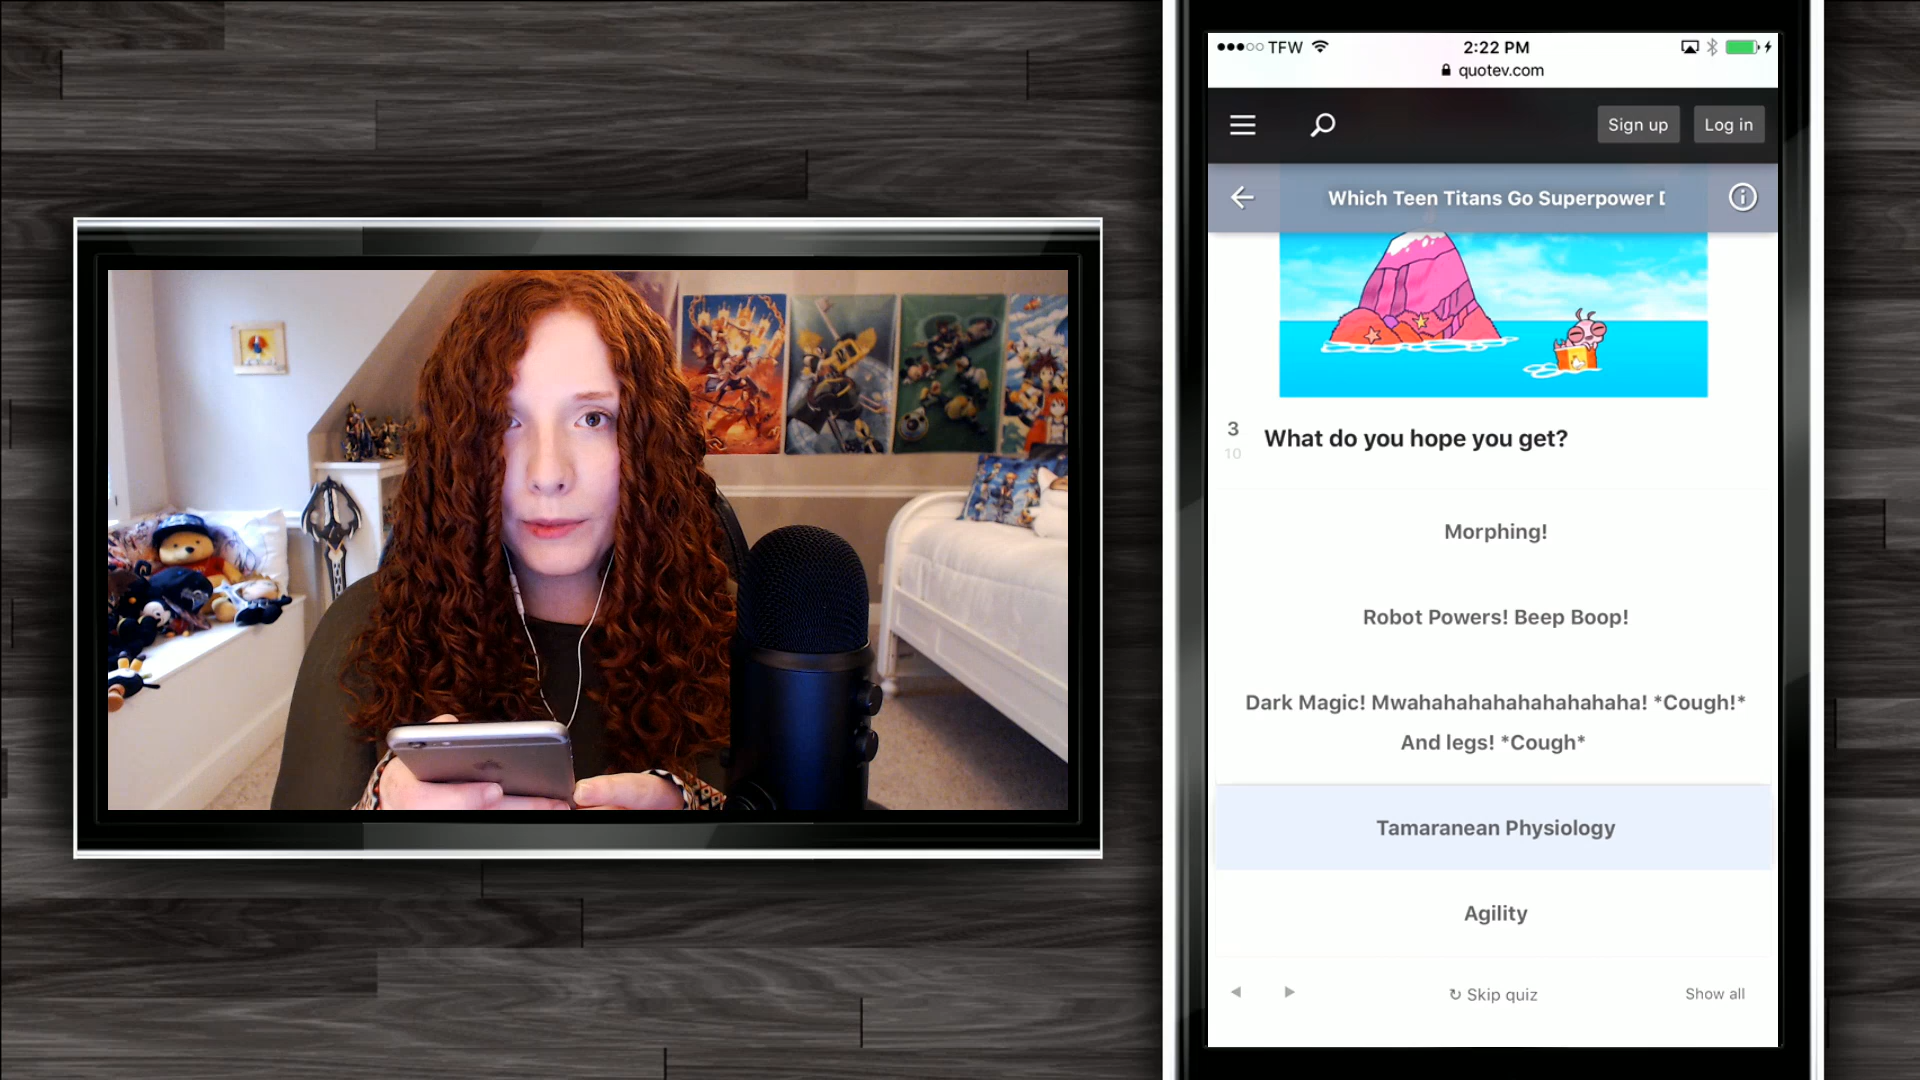 TFW
2:22 PM
quotev.com
Sign up
Log in
Which Teen Titans Go Superpower D
3
10
What do you hope you get?
Morphing!
Robot Powers! Beep Boop!
Dark Magic! Mwahahahahahahahaha! *Cough!*
And legs! *Cough*
Tamaranean Physiology
Agility
↻ Skip quiz
Show all